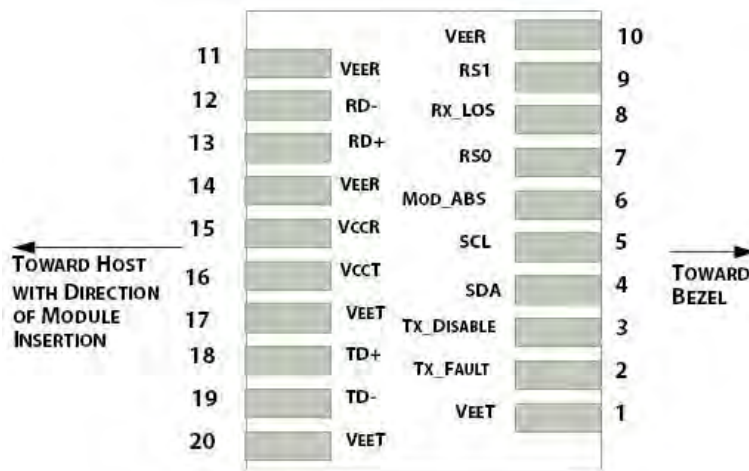 VEER 10
11 VEER
RS1 9
12 RD-
RX_LOS 8
13 RD+
RS0 7
14 VEER
MOD_ABS 6
15 VCCR
SCL 5
TOWARD HOST
WITH DIRECTION
OF MODULE
INSERTION
16 VCCT
SDA 4
TOWARD
BEZEL
17 VEET
TX_DISABLE 3
18 TD+
TX_FAULT 2
19 TD-
VEET 1
20 VEET